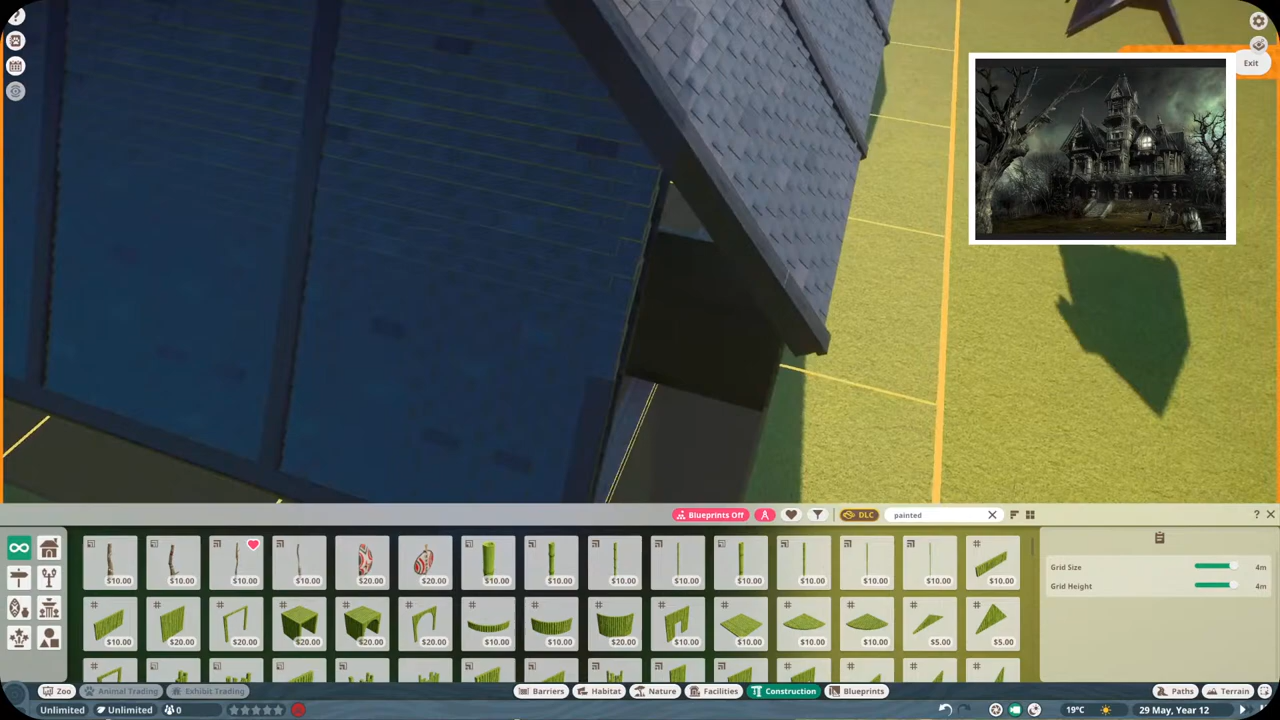 ?
Exit
Blueprints Off
DLC
painted
?
$10.00 $10.00 $10.00 $10.00 $20.00 $20.00 $10.00 $10.00 $10.00 $10.00 $10.00 $10.00 $10.00 $10.00 $10.00
Grid Size 4m
Grid Height 4m
$10.00 $20.00 $20.00 $20.00 $20.00 $20.00 $10.00 $10.00 $20.00 $10.00 $10.00 $10.00 $10.00 $5.00 $5.00
Zoo Animal Trading Exhibit Trading Barriers Habitat Nature Facilities Construction Blueprints Paths Terrain
Unlimited Unlimited 0 19°C 29 May, Year 12